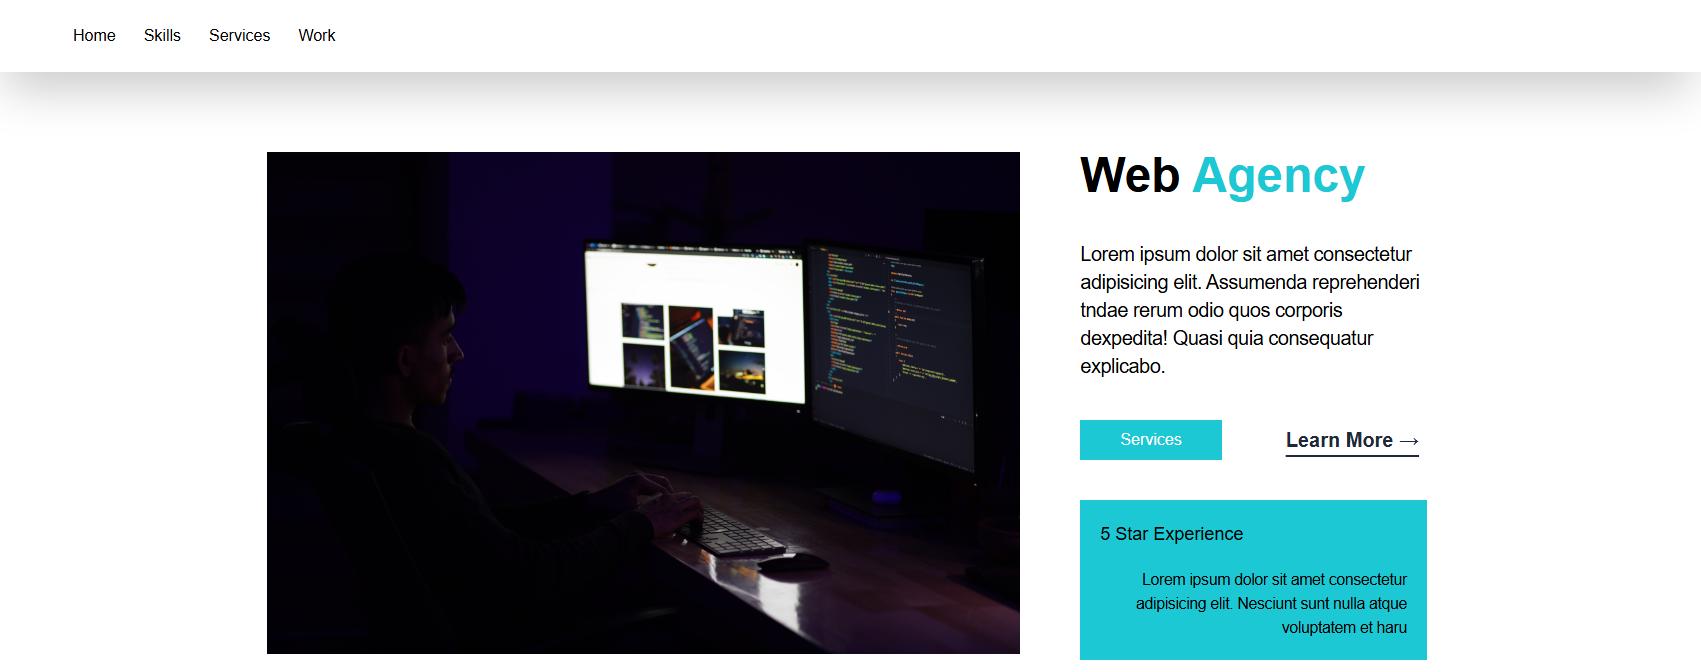 Home Skills Services Work
Web Agency
Lorem ipsum dolor sit amet consectetur
adipisicing elit. Assumenda reprehenderi
tndae rerum odio quos corporis
dexpedita! Quasi quia consequatur
explicabo.
Services Learn More →
5 Star Experience
Lorem ipsum dolor sit amet consectetur
adipisicing elit. Nesciunt sunt nulla atque
voluptatem et haru